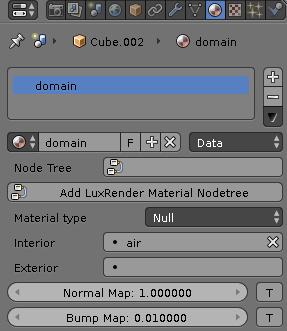 Cube.002 domain
domain
domain F Data
Node Tree
Add LuxRender Material Nodetree
Material type Null
Interior air
Exterior
Normal Map: 1.000000 T
Bump Map: 0.010000 T